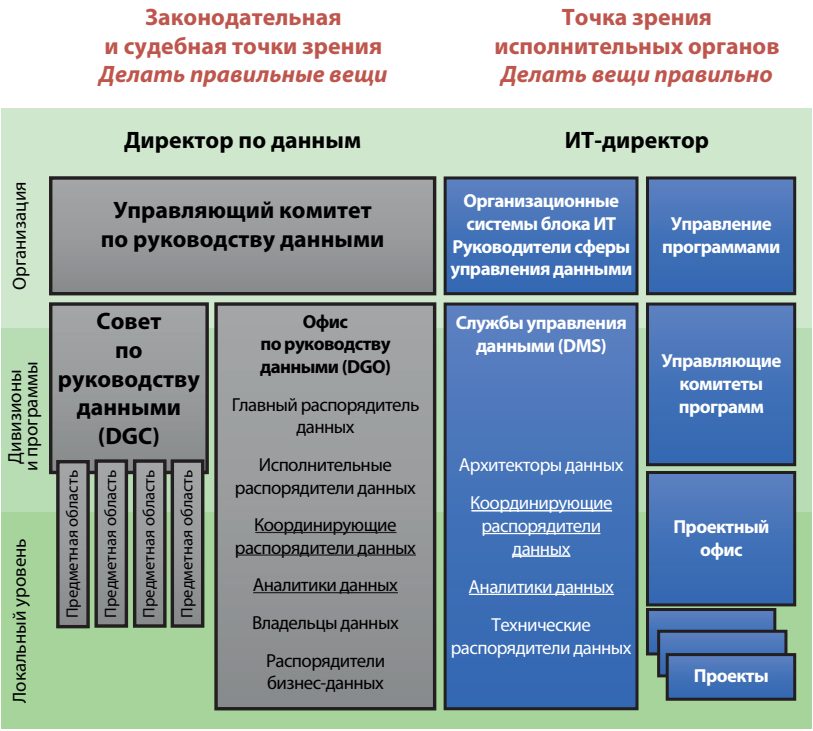 Законодательная
и судебная точки зрения
Делать правильные вещи
Точка зрения
исполнительных органов
Делать вещи правильно
Директор по данным
ИТ-директор
Организация
Управляющий комитет
по руководству данными
Организационные
системы блока ИТ
Руководители сферы
управления данными
Управление
программами
Дивизионы
и программы
Совет
по
руководству
данными
(DGC)
Предметная область
Предметная область
Предметная область
Предметная область
Офис
по руководству
данными (DGO)
Главный распорядитель
данных
Исполнительные
распорядители данных
Координирующие
распорядители данных
Аналитики данных
Владельцы данных
Распорядители
бизнес-данных
Службы управления
данными (DMS)
Архитекторы данных
Координирующие
распорядители
данных
Аналитики данных
Технические
распорядители данных
Управляющие
комитеты
программ
Проектный
офис
Проекты
Локальный уровень